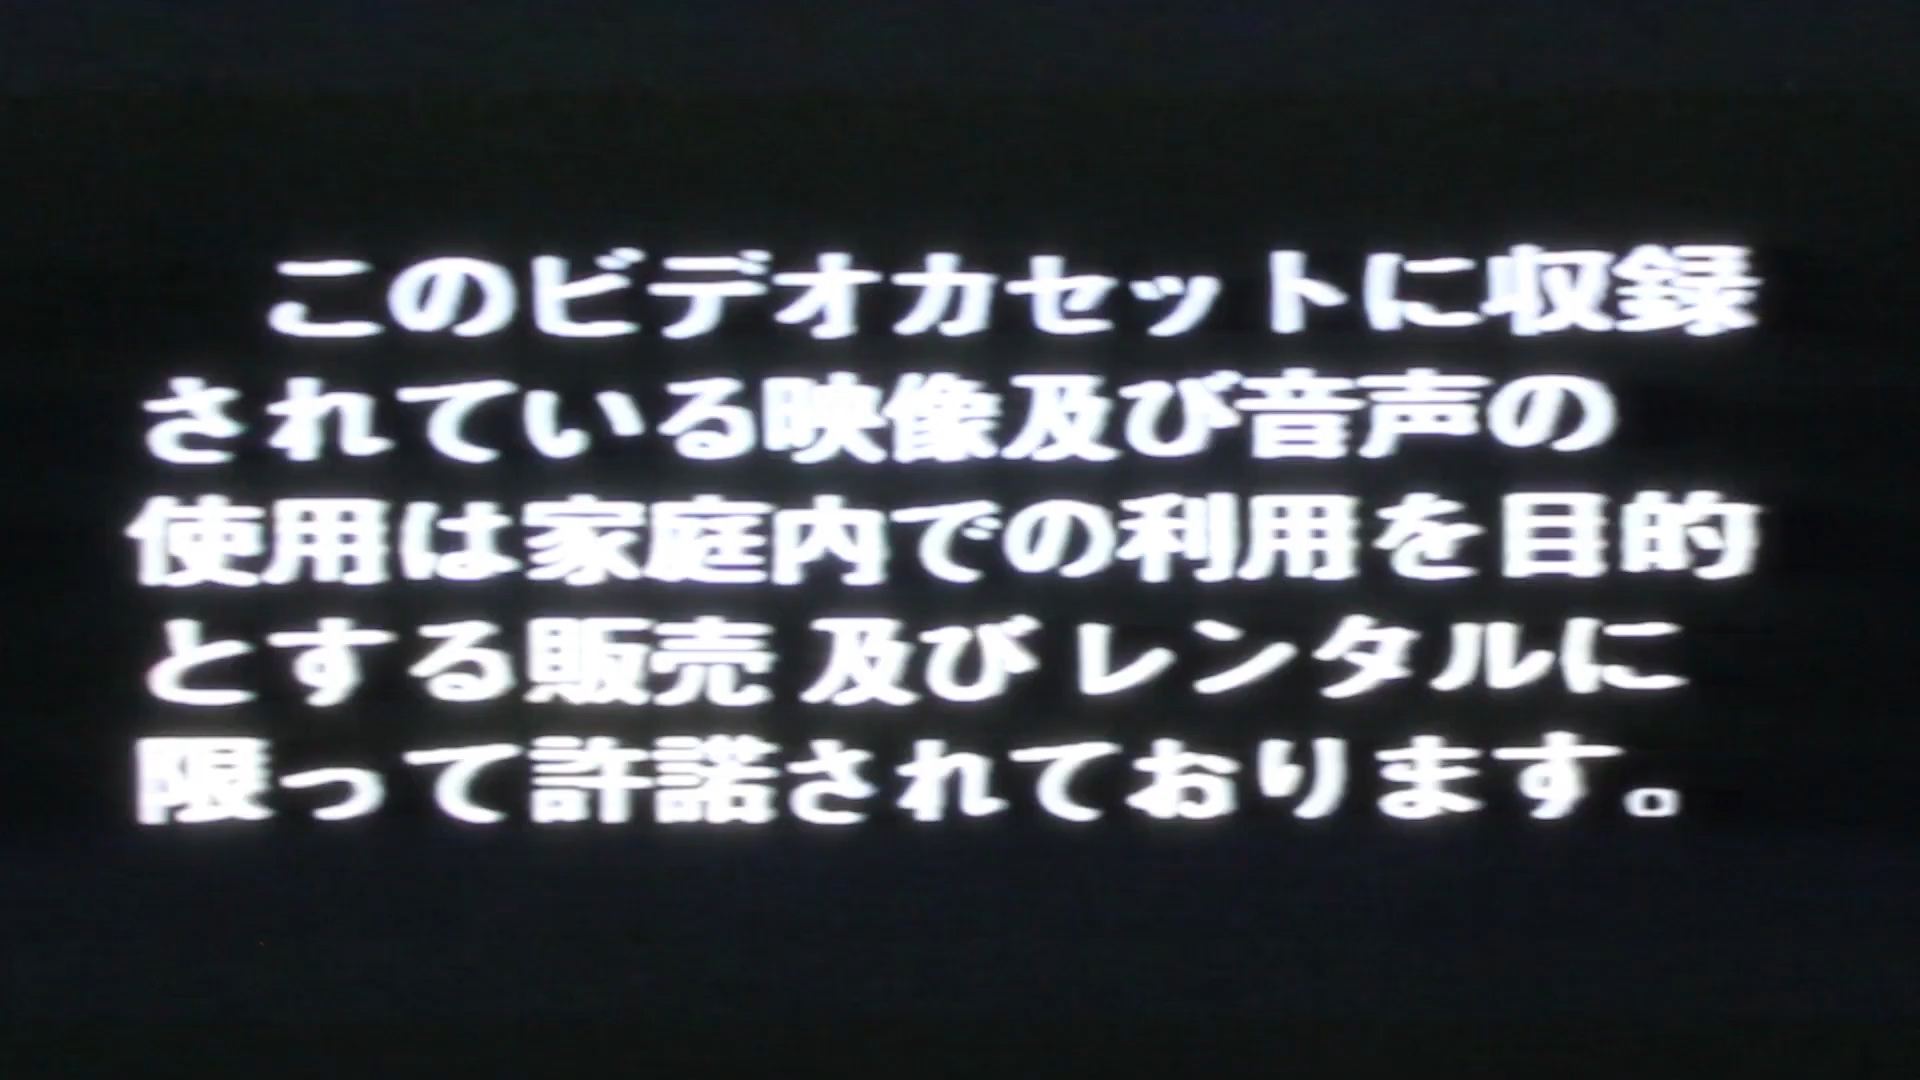 このビデオカセットに収録
されている映像及び音声の
使用は家庭内での利用を目的
とする販売 及び レンタルに
限って許諾されております。